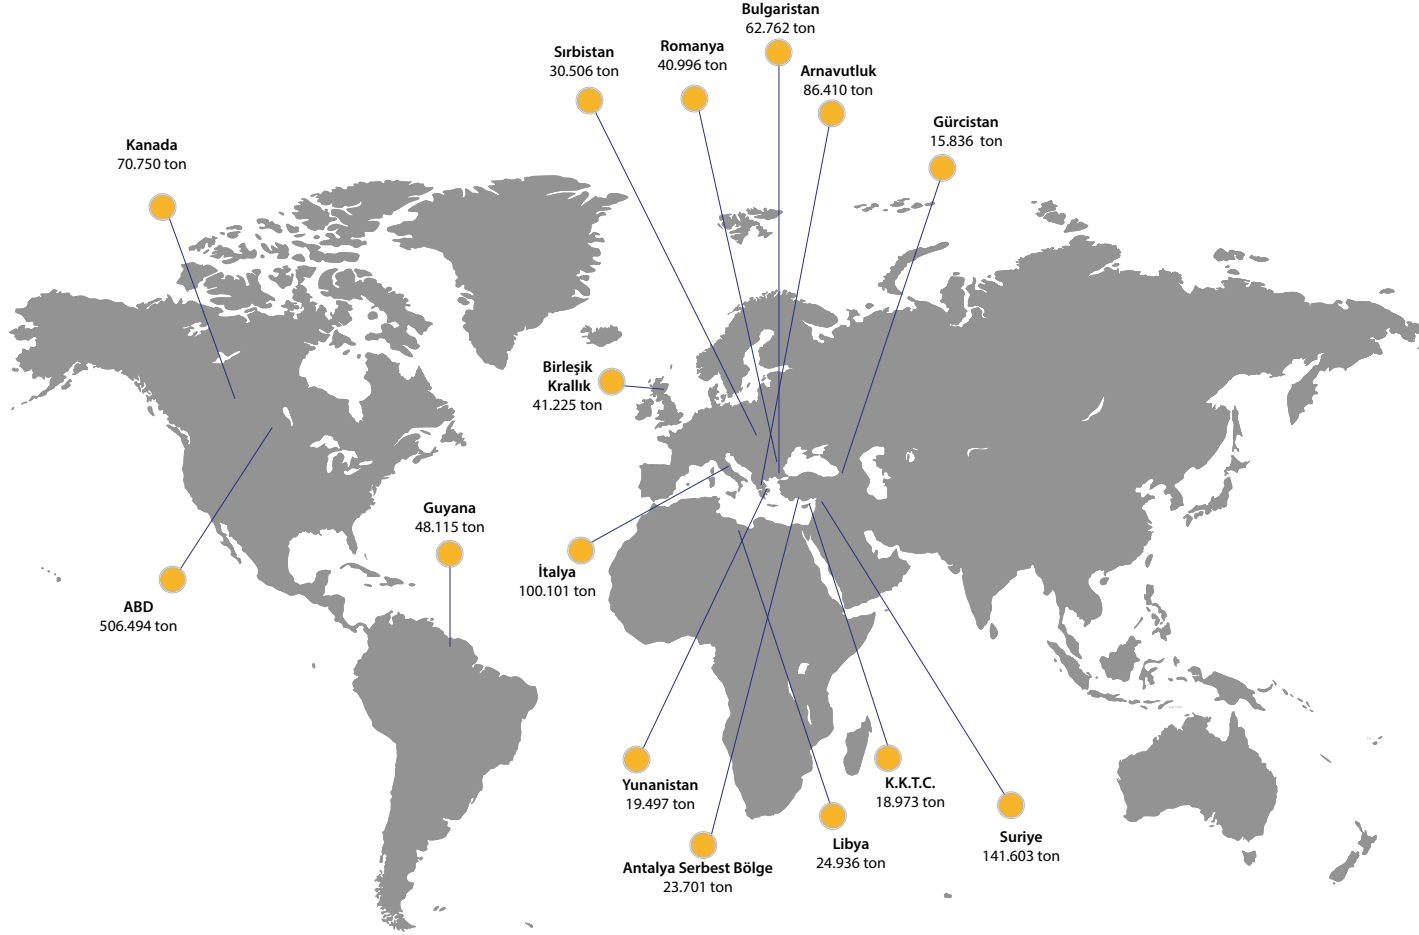 Bulgaristan
62.762 ton
Sırbistan
30.506 ton
Romanya
40.996 ton
Arnavutluk
86.410 ton
Gürcistan
15.836 ton
Kanada
70.750 ton
Birleşik
Krallık
41.225 ton
Guyana
48.115 ton
İtalya
100.101 ton
ABD
506.494 ton
Yunanistan
19.497 ton
K.K.T.C.
18.973 ton
Libya
24.936 ton
Suriye
141.603 ton
Antalya Serbest Bölge
23.701 ton